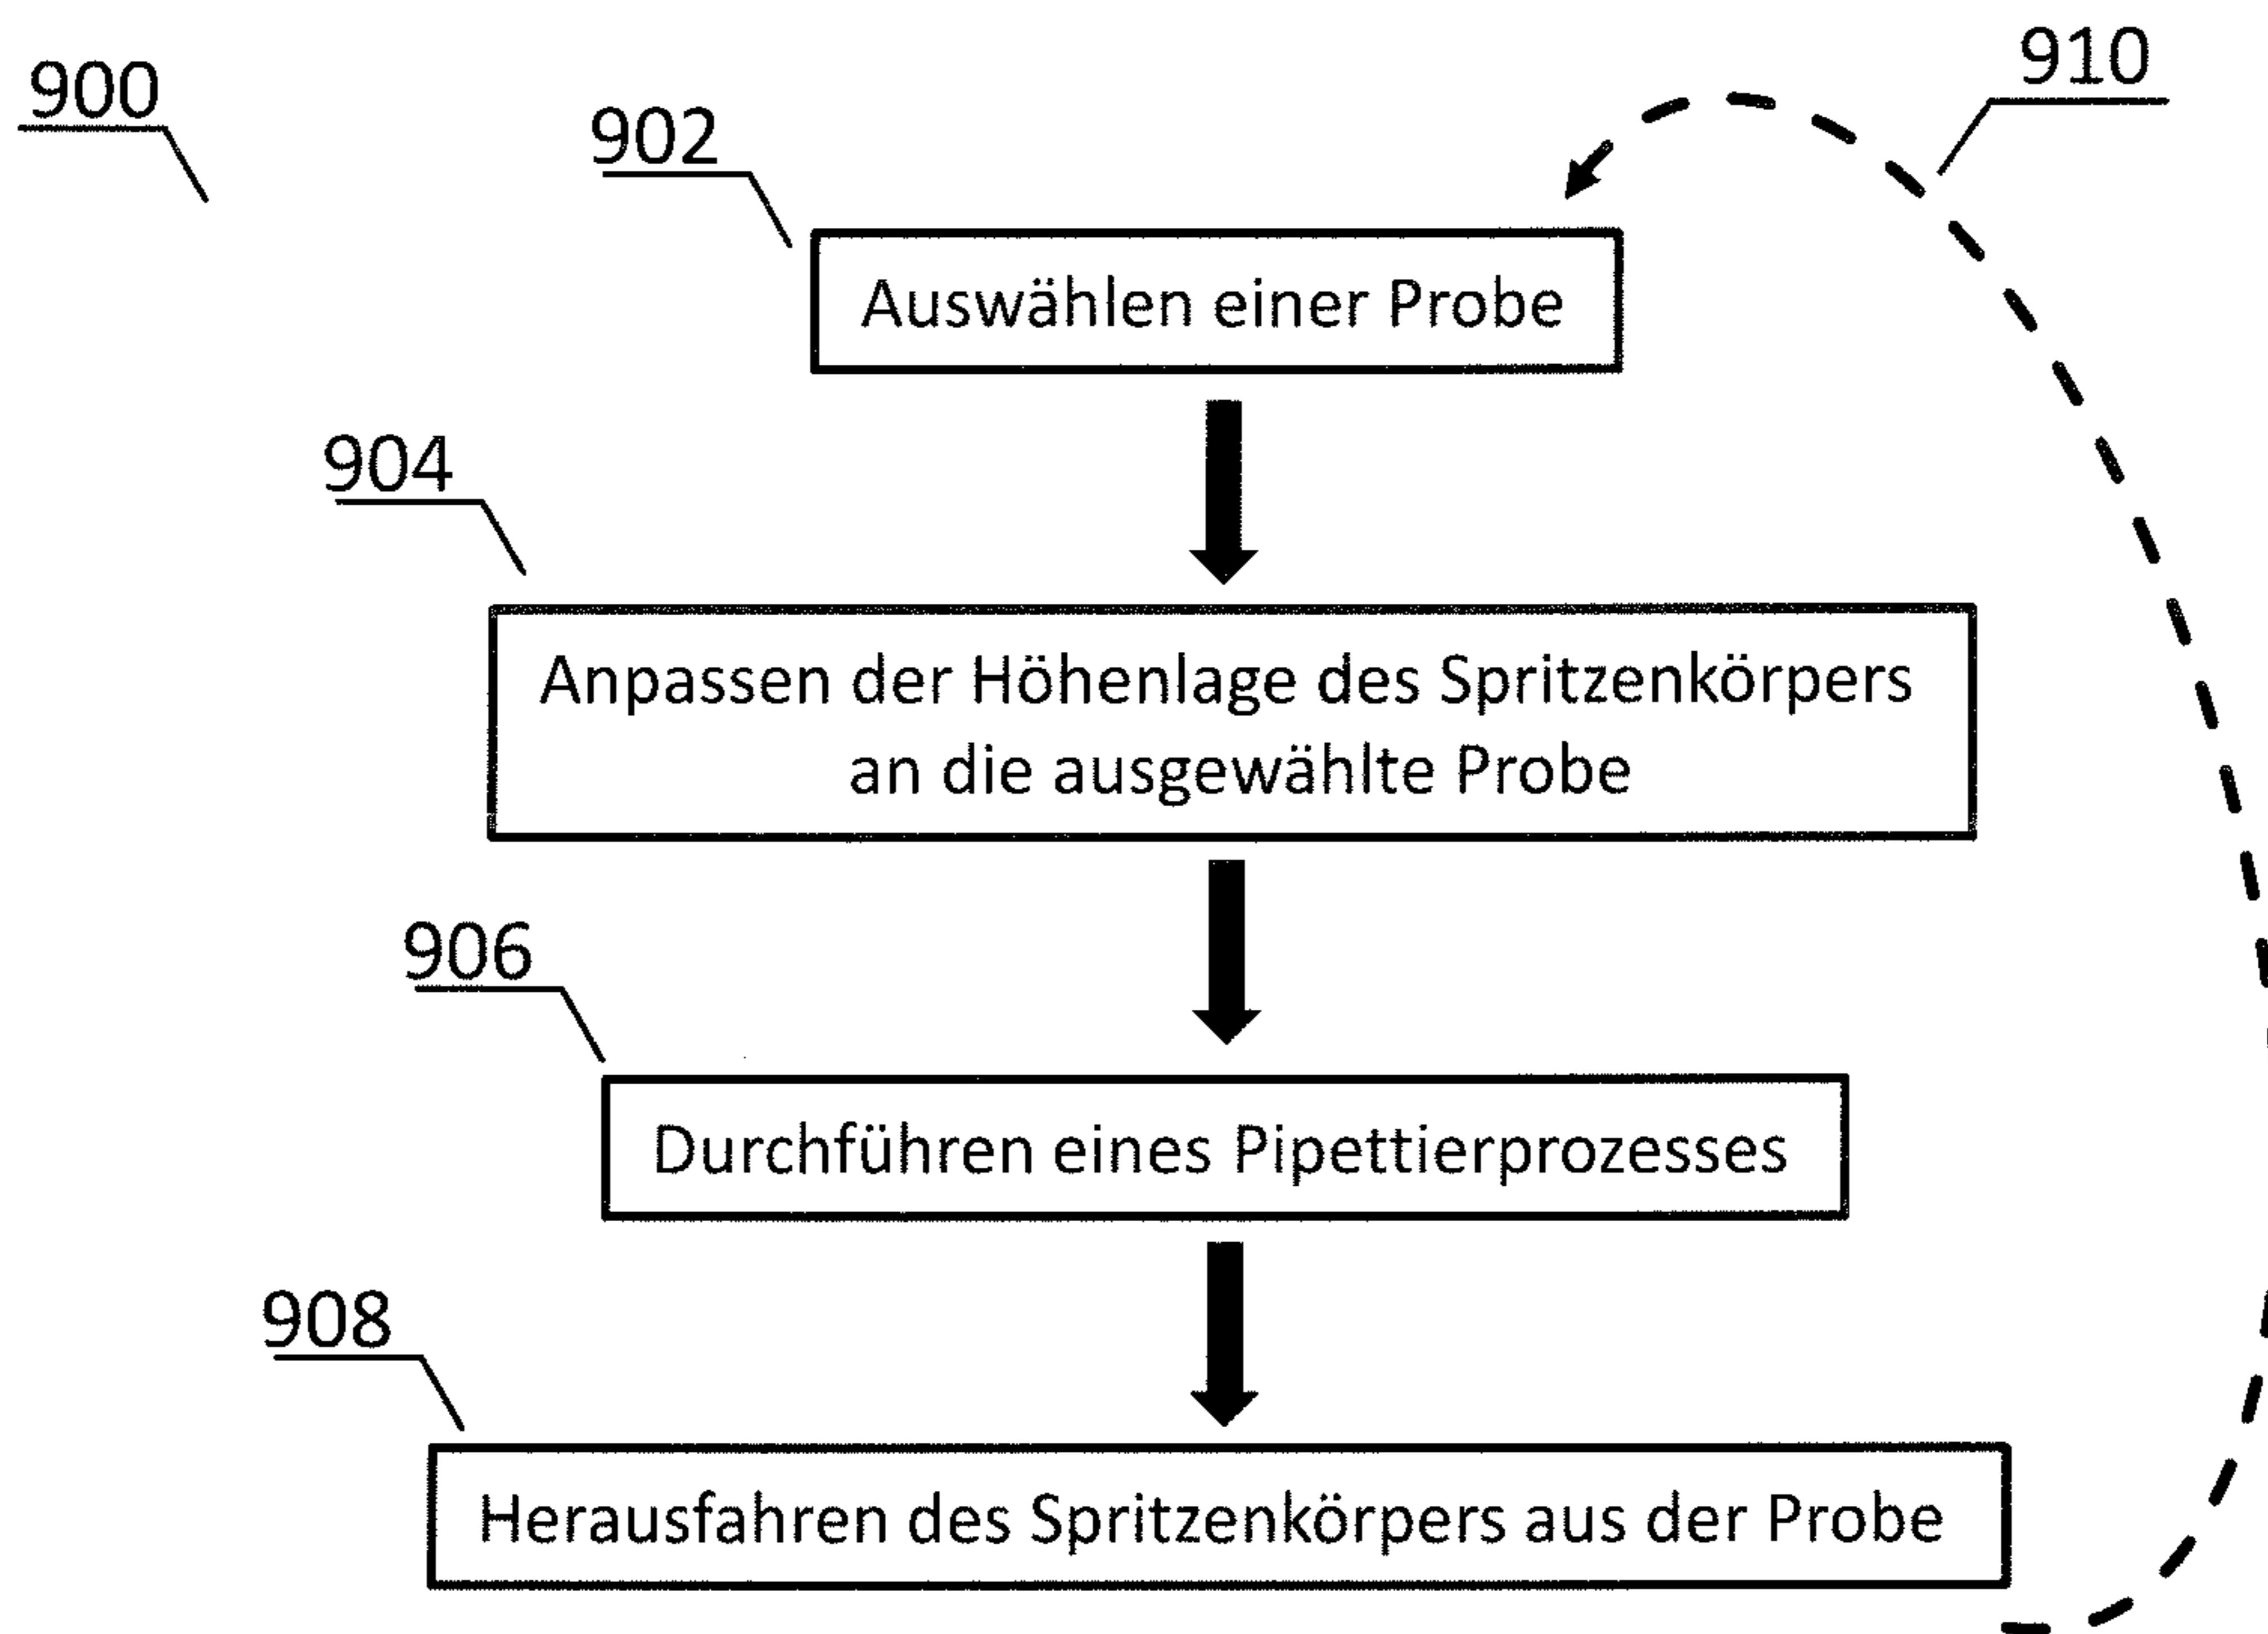 900
910
902
Auswählen einer Probe
904
Anpassen der Höhenlage des Spritzenkörpers
an die ausgewählte Probe
906
Durchführen eines Pipettierprozesses
908
Herausfahren des Spritzenkörpers aus der Probe